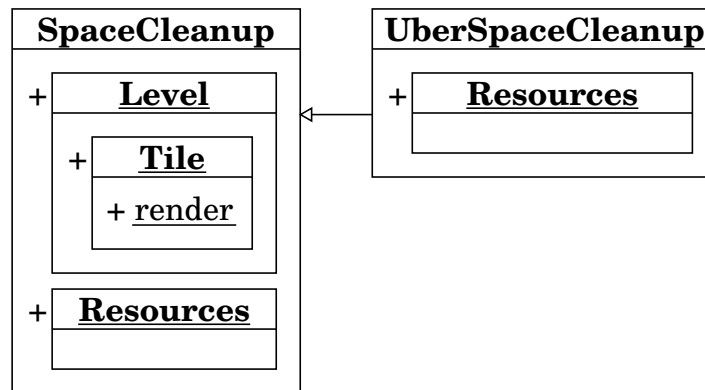 SpaceCleanup
+ Level
+ Tile
+ render
+ Resources
UberSpaceCleanup
+ Resources